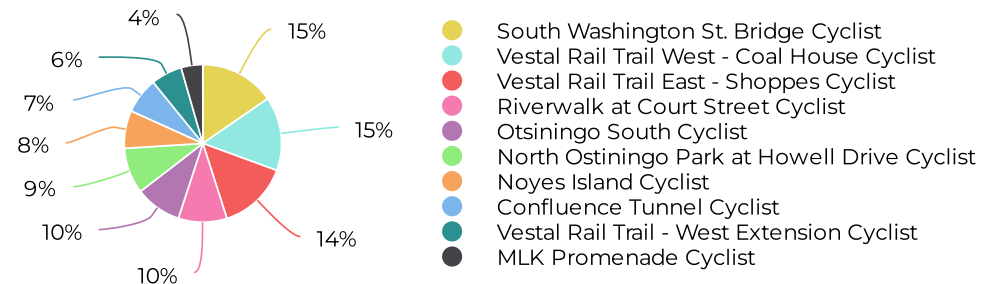 4%
15%
6%
7%
15%
8%
9%
10%
14%
10%
South Washington St. Bridge Cyclist
Vestal Rail Trail West - Coal House Cyclist
Vestal Rail Trail East - Shoppes Cyclist
Riverwalk at Court Street Cyclist
Otsiningo South Cyclist
North Ostiningo Park at Howell Drive Cyclist
Noyes Island Cyclist
Confluence Tunnel Cyclist
Vestal Rail Trail - West Extension Cyclist
MLK Promenade Cyclist